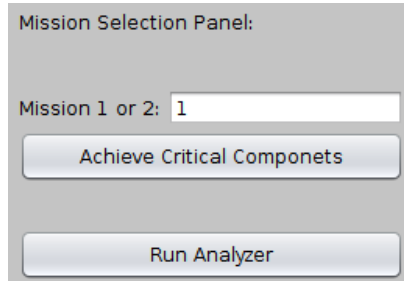 Mission Selection Panel:
Mission 1 or 2: 1
Achieve Critical Componets
Run Analyzer